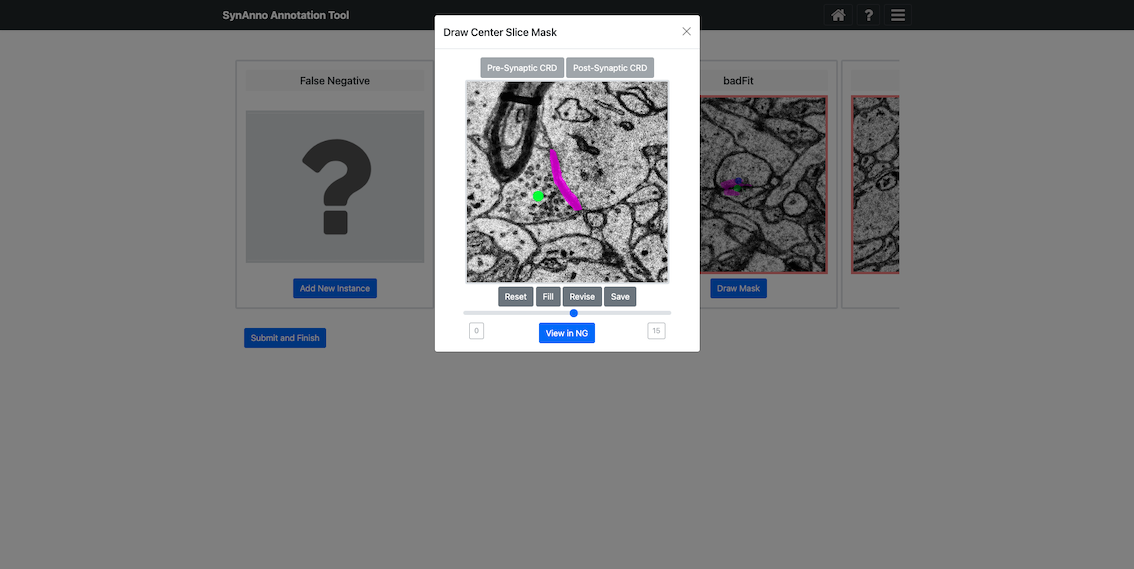 SynAnno Annotation Tool
?
Draw Center Slice Mask
Pre-Synaptic CRD Post-Synaptic CRD
False Negative
badFit
?
Add New Instance
Draw Mask
Reset Fill Revise Save
0 View in NG 15
Submit and Finish